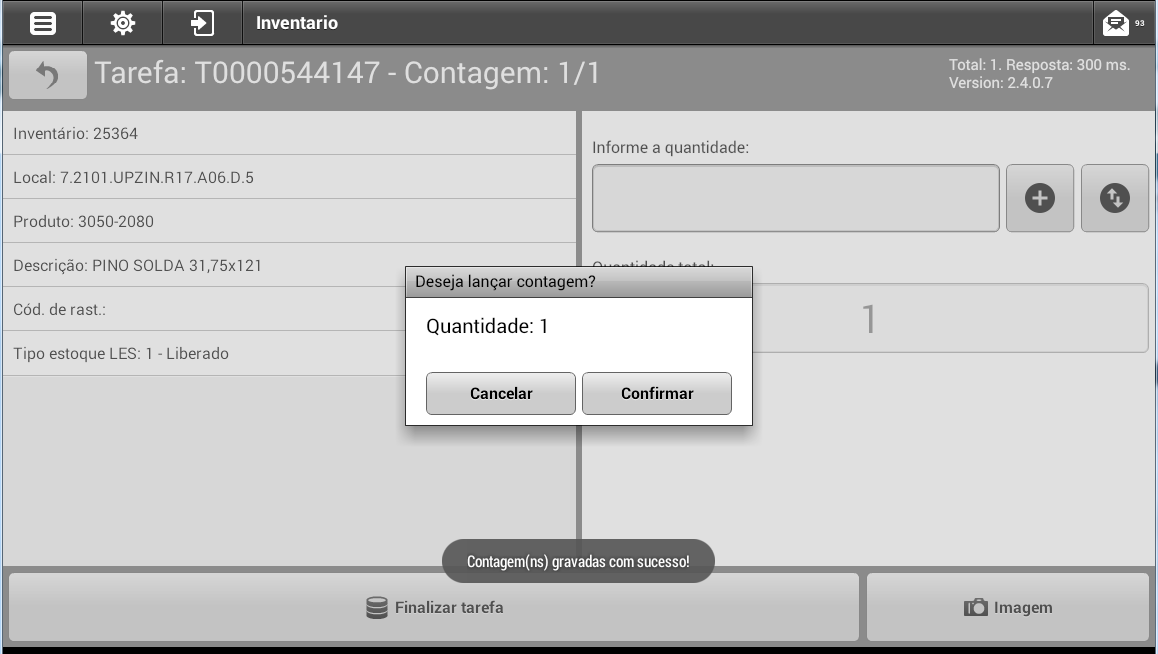 Inventario
93
Tarefa: T0000544147 - Contagem: 1/1
Total: 1. Resposta: 300 ms.
Version: 2.4.0.7
Inventário: 25364
Local: 7.2101.UPZIN.R17.A06.D.5
Produto: 3050-2080
Descrição: PINO SOLDA 31,75x121
Cód. de rast.:
Tipo estoque LES: 1 - Liberado
Informe a quantidade:
Quantidade total:
1
Deseja lançar contagem?
Quantidade: 1
Cancelar
Confirmar
Contagem(ns) gravadas com sucesso!
Finalizar tarefa
Imagem